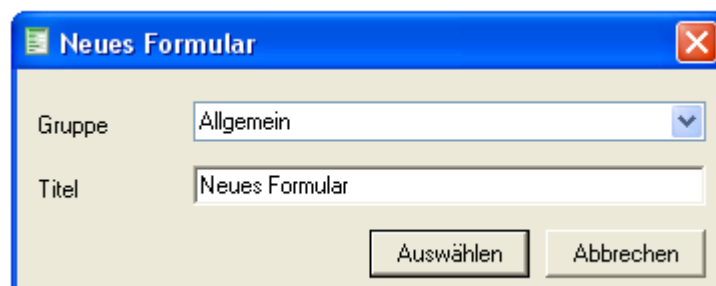 Neues Formular
Gruppe Allgemein
Titel Neues Formular
Auswählen Abbrechen